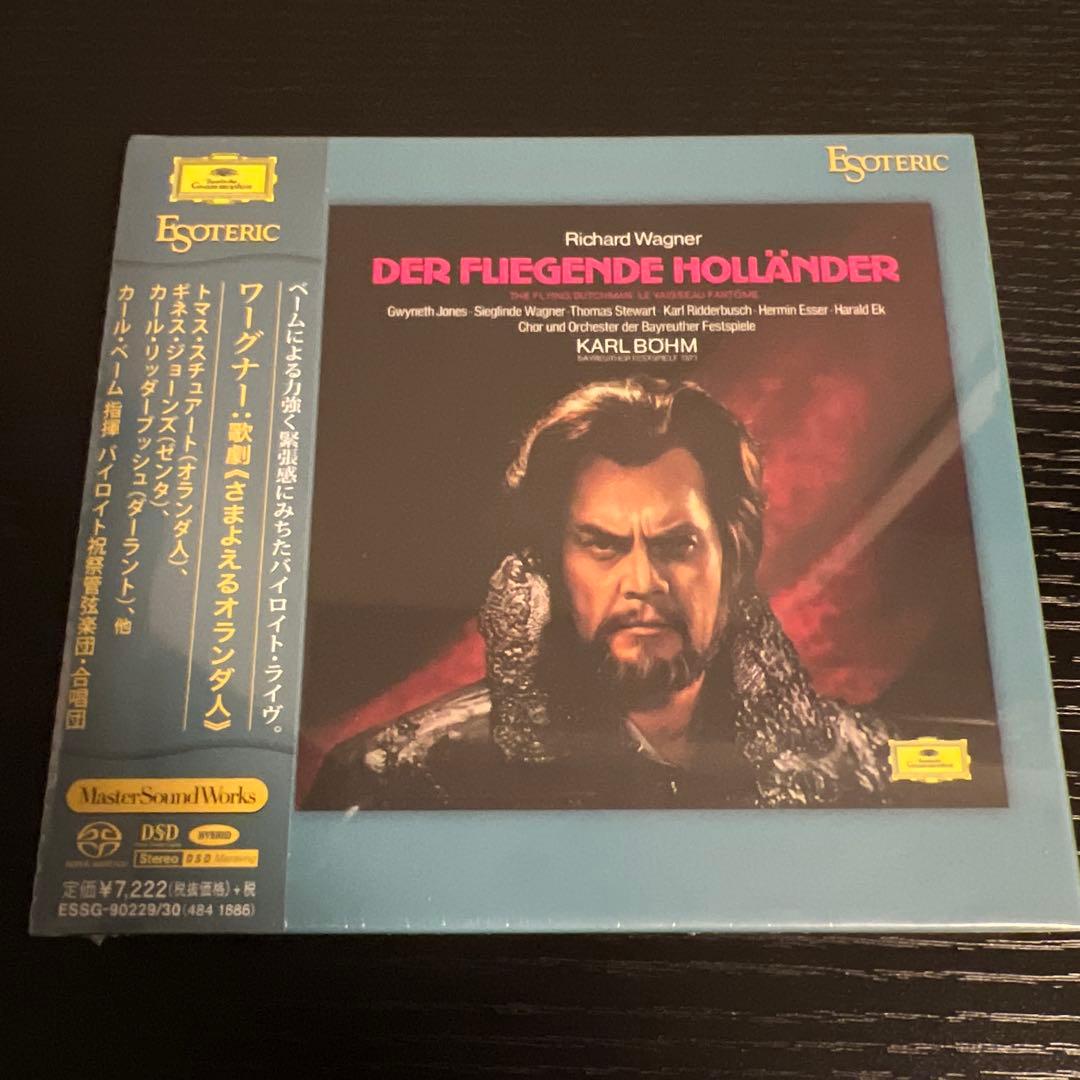 Deutsche Grammophon
ESOTERIC
ベームによる力強く緊張感にみちたバイロイト・ライヴ。
ワーグナー:歌劇《さまよえるオランダ人》
トマス・スチュアート(オランダ人)、
ギネス・ジョーンズ(ゼンタ)、
カール・リッダーブッシュ(ダーラント)、他
カール・ベーム 指揮 バイロイト祝祭管弦楽団・合唱団
MasterSoundWorks
DSD
HYBRID
Stereo DSD Mastering
定価¥7,222(税抜価格)+税
ESSG-90229/30(484 1886)
ESOTERIC
Richard Wagner
DER FLIEGENDE HOLLÄNDER
THE FLYING DUTCHMAN · LE VAISSEAU FANTÔME
Gwyneth Jones · Sieglinde Wagner · Thomas Stewart · Karl Ridderbusch · Hermin Esser · Harald Ek
Chor und Orchester der Bayreuther Festspiele
KARL BÖHM
BAYREUTHER FESTSPIELE 1971
Deutsche Grammophon